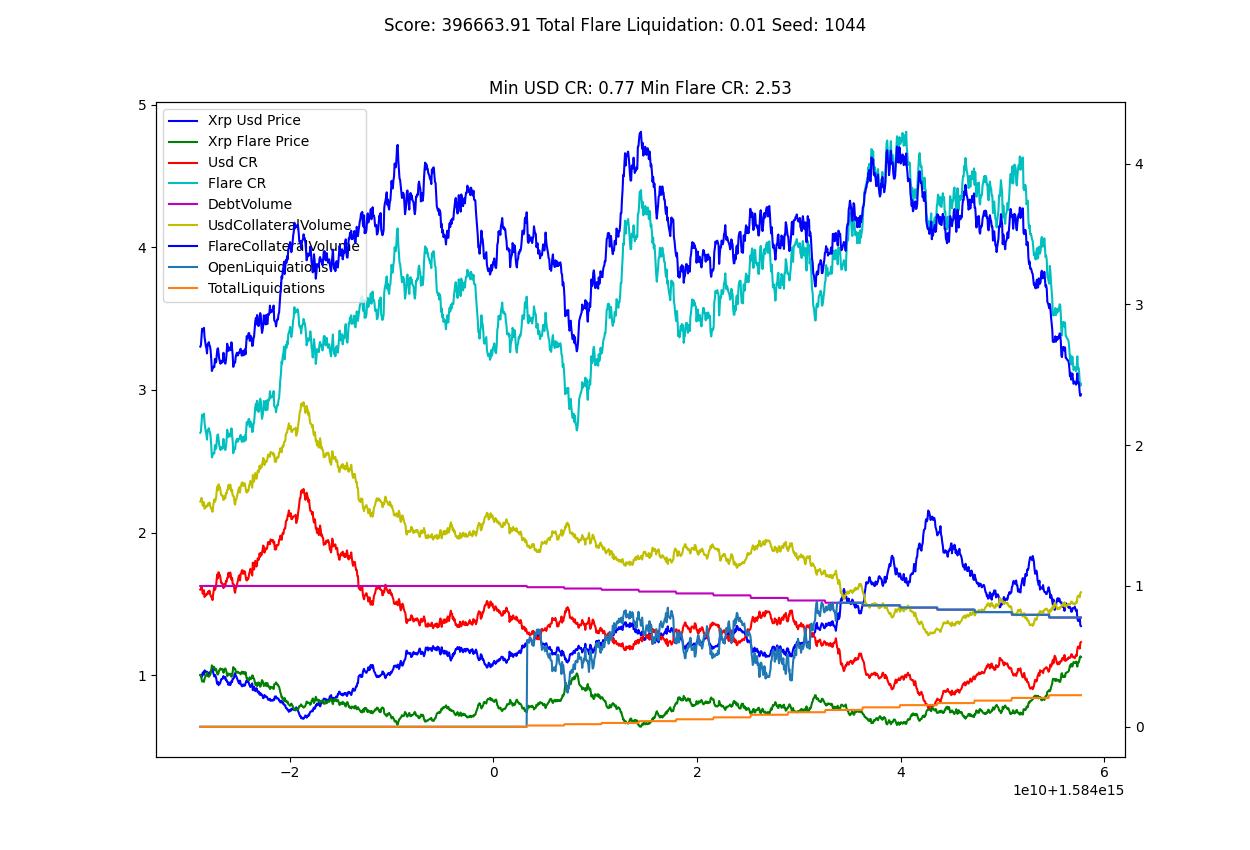 Score: 396663.91 Total Flare Liquidation: 0.01 Seed: 1044
Min USD CR: 0.77 Min Flare CR: 2.53
5
4
3
2
1
Xrp Usd Price
Xrp Flare Price
Usd CR
Flare CR
DebtVolume
UsdCollateralVolume
FlareCollateralVolume
OpenLiquidations
TotalLiquidations
4
3
2
1
0
−2
0
2
4
6
1e10+1.584e15